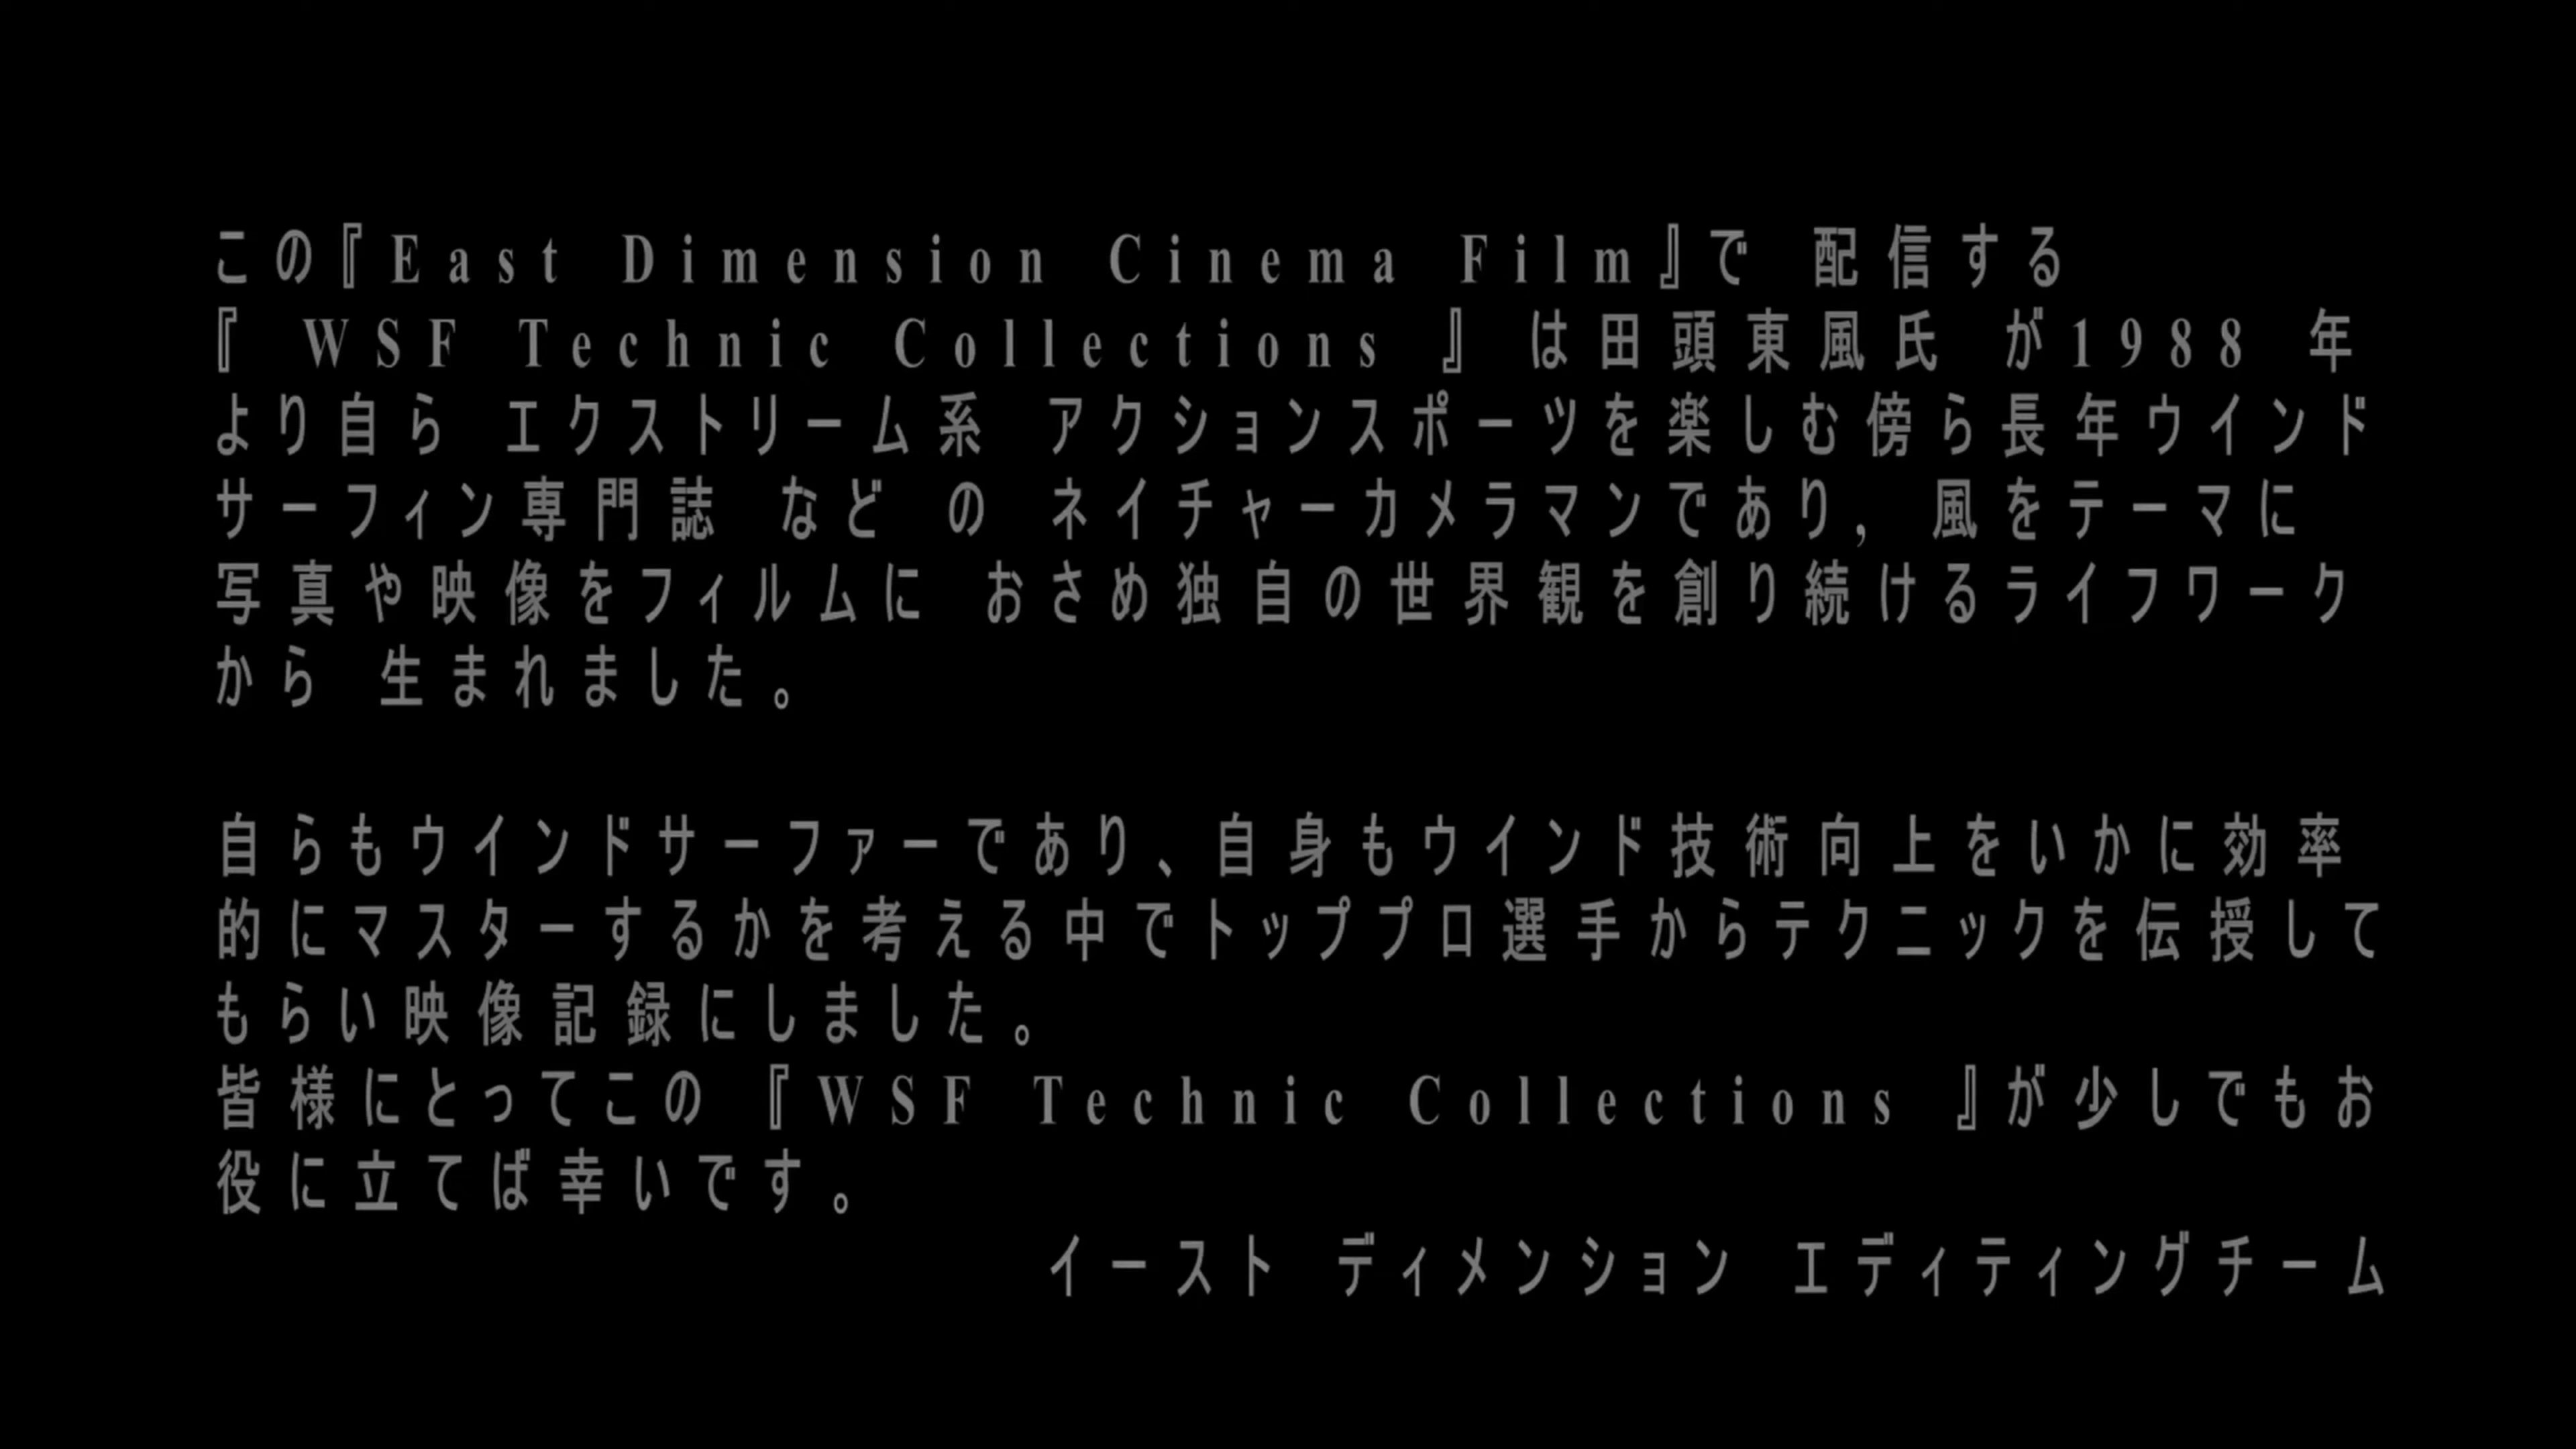 この『East Dimension Cinema Film』で 配信する
『 WSF Technic Collections 』 は田頭東風氏 が1988 年
より自ら エクストリーム系 アクションスポーツを楽しむ傍ら長年ウインド
サーフィン専門誌 など の ネイチャーカメラマンであり, 風をテーマに
写真や映像をフィルムに おさめ独自の世界観を創り続けるライフワーク
から 生まれました。
自らもウインドサーファーであり、自身もウインド技術向上をいかに効率
的にマスターするかを考える中でトッププロ選手からテクニックを伝授して
もらい映像記録にしました。
皆様にとってこの 『WSF Technic Collections 』が少しでもお
役に立てば幸いです。
イースト ディメンション エディティングチーム